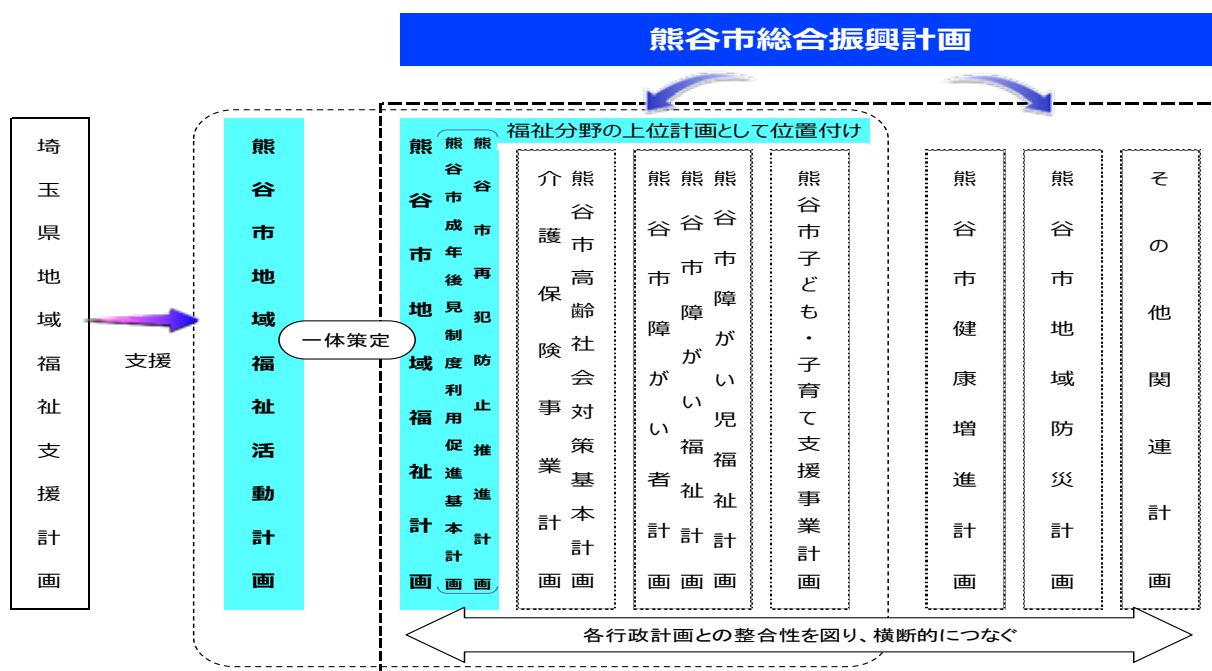 熊谷市総合振興計画
福祉分野の上位計画として位置付け
埼玉県地域福祉支援計画
支援
熊谷市地域福祉活動計画
一体策定
熊谷市地域福祉計画
熊谷市成年後見制度利用促進基本計画
熊谷市再犯防止推進計画
熊谷市高齢社会対策基本計画
介護保険事業計画
熊谷市障がい児福祉計画
熊谷市障がい福祉計画
熊谷市障がい者計画
熊谷市子ども・子育て支援事業計画
熊谷市健康増進計画
熊谷市地域防災計画
その他関連計画
各行政計画との整合性を図り、横断的につなぐ